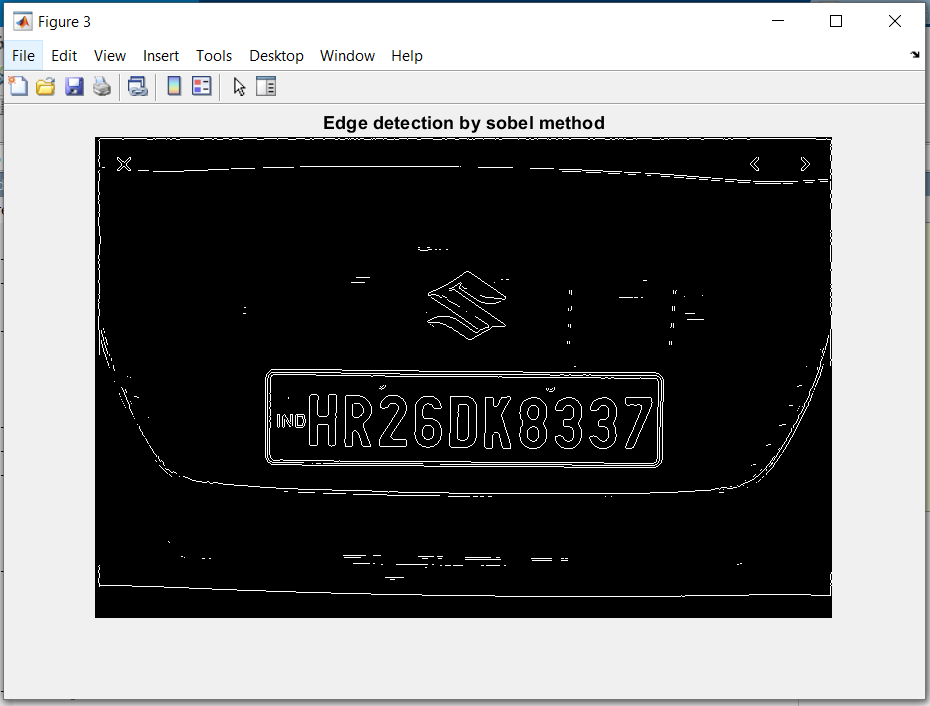 Figure 3
File Edit View Insert Tools Desktop Window Help
Edge detection by sobel method
IND HR26DK8337